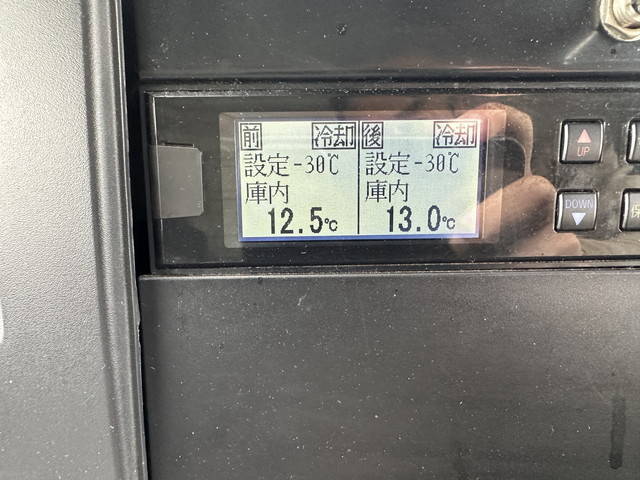 前 冷却 後 冷却
設定-30℃ 設定-30℃
庫内 庫内
12.5℃ 13.0℃
UP
DOWN